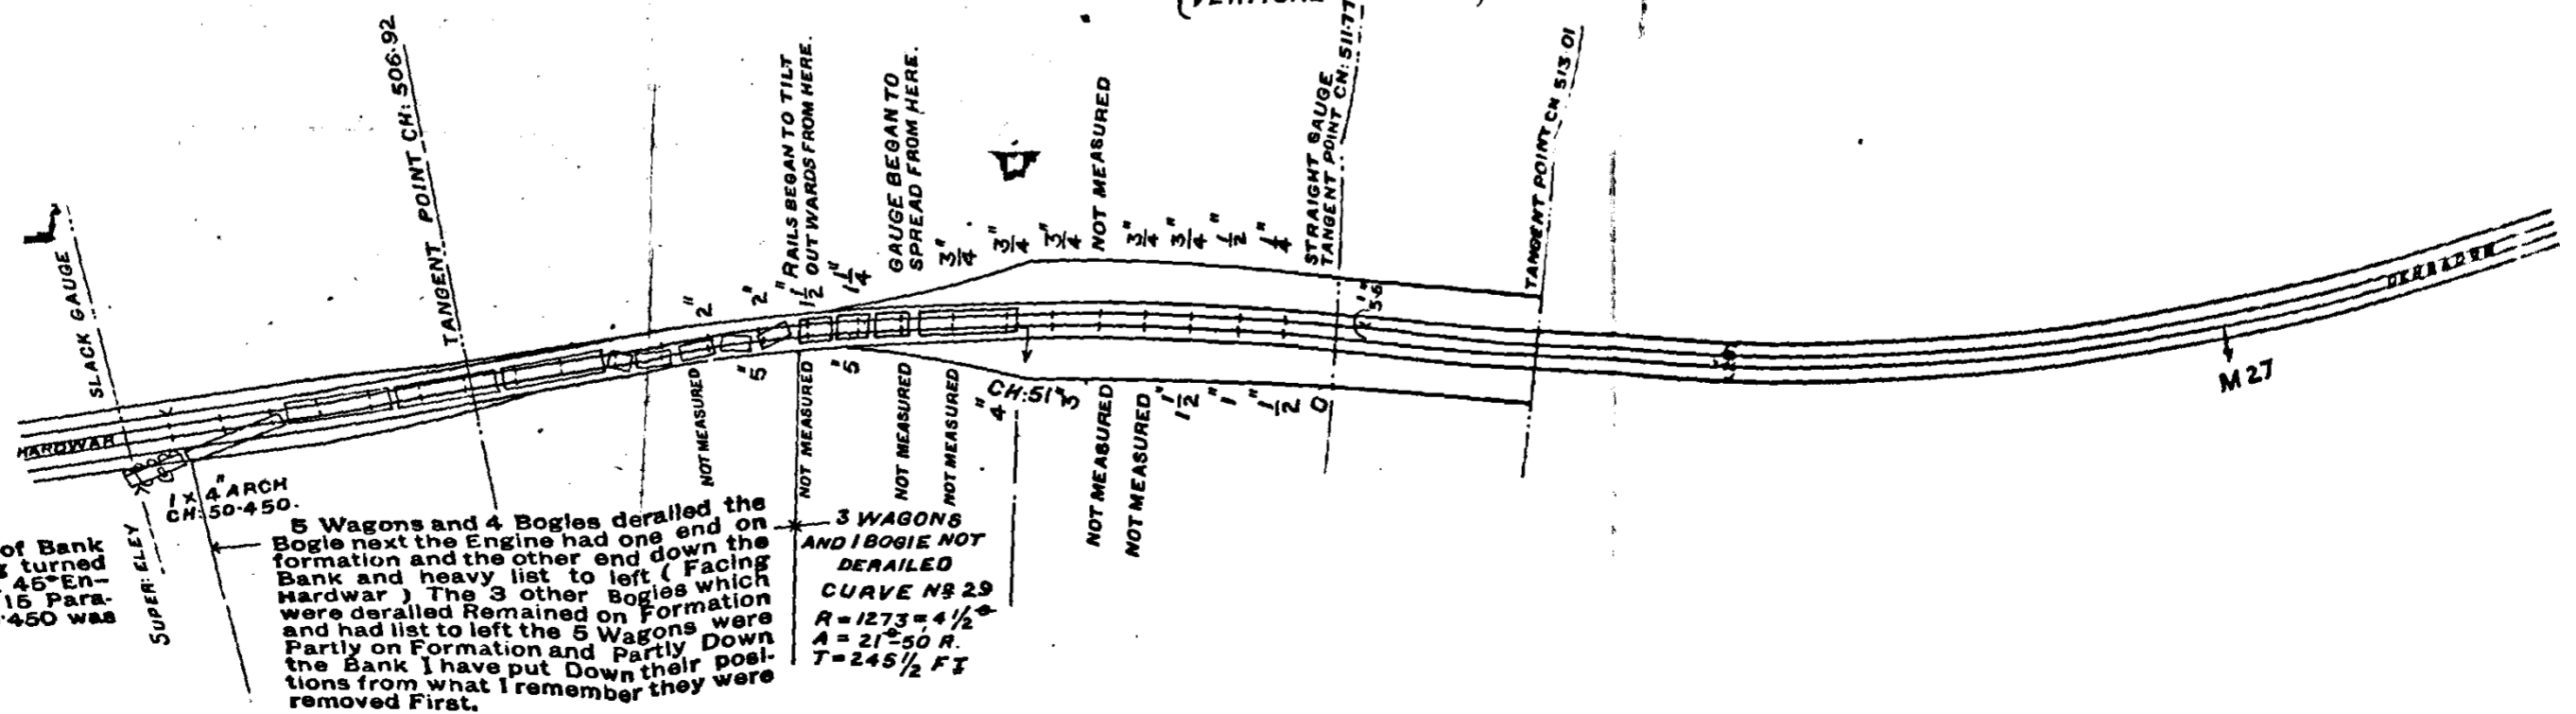 (VERTICAL
SLACK GAUGE
TANGENT POINT CH: 506·92
RAILS BEGAN TO TILT
OUTWARDS FROM HERE.
GAUGE BEGAN TO
SPREAD FROM HERE.
NOT MEASURED
STRAIGHT GAUGE
TANGENT POINT CN: 511·77
TANGENT POINT CN 513 01
2"
2"
1½"
1¼"
¾"
¾"
¾"
¾"
¾"
½"
¼"
HARDWAR
DEHRADUN
M 27
1 x 4" ARCH
CH: 50·450.
SUPER: ELEY
NOT MEASURED
5"
NOT MEASURED
5"
NOT MEASURED
NOT MEASURED
4"
CH: 51
3"
NOT MEASURED
NOT MEASURED
1½"
1"
½"
0
of Bank
turned
45° En-
15 Para-
·450 was
5 Wagons and 4 Bogies derailed the
Bogie next the Engine had one end on
formation and the other end down the
Bank and heavy list to left ( Facing
Hardwar ) The 3 other Bogies which
were derailed Remained on Formation
and had list to left the 5 Wagons were
Partly on Formation and Partly Down
the Bank I have put Down their posi-
tions from what I remember they were
removed First.
3 WAGONS
AND 1 BOGIE NOT
DERAILED
CURVE Nº 29
R = 1273 = 4½°
A = 21°-50 R.
T = 245½ FT